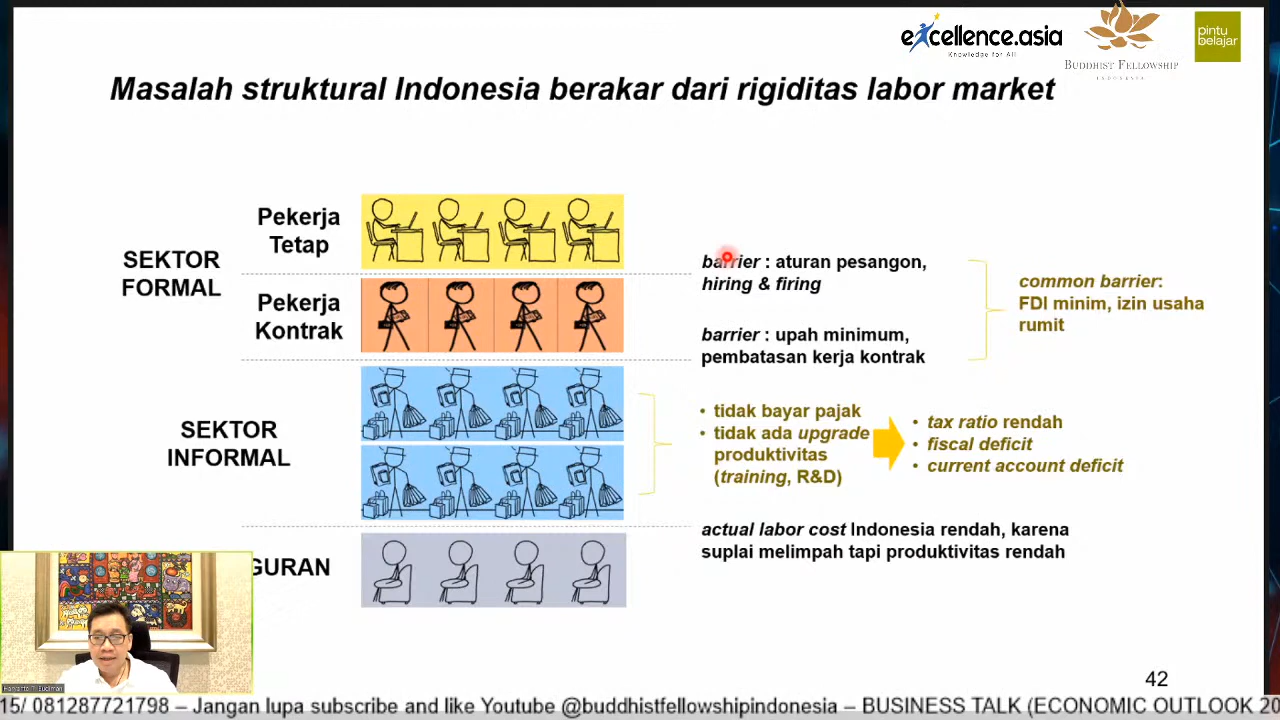 excellence.asia
Knowledge for All
BUDDHIST FELLOWSHIP
INDONESIA
pintu
belajar
Masalah struktural Indonesia berakar dari rigiditas labor market
SEKTOR
FORMAL
Pekerja
Tetap
Pekerja
Kontrak
barrier : aturan pesangon,
hiring & firing
barrier : upah minimum,
pembatasan kerja kontrak
common barrier:
FDI minim, izin usaha
rumit
SEKTOR
INFORMAL
• tidak bayar pajak
• tidak ada upgrade
produktivitas
(training, R&D)
• tax ratio rendah
• fiscal deficit
• current account deficit
GURAN
actual labor cost Indonesia rendah, karena
suplai melimpah tapi produktivitas rendah
Haryanto T. Budiman
42
15/ 081287721798 – Jangan lupa subscribe and like Youtube @buddhistfellowshipindonesia – BUSINESS TALK (ECONOMIC OUTLOOK 20